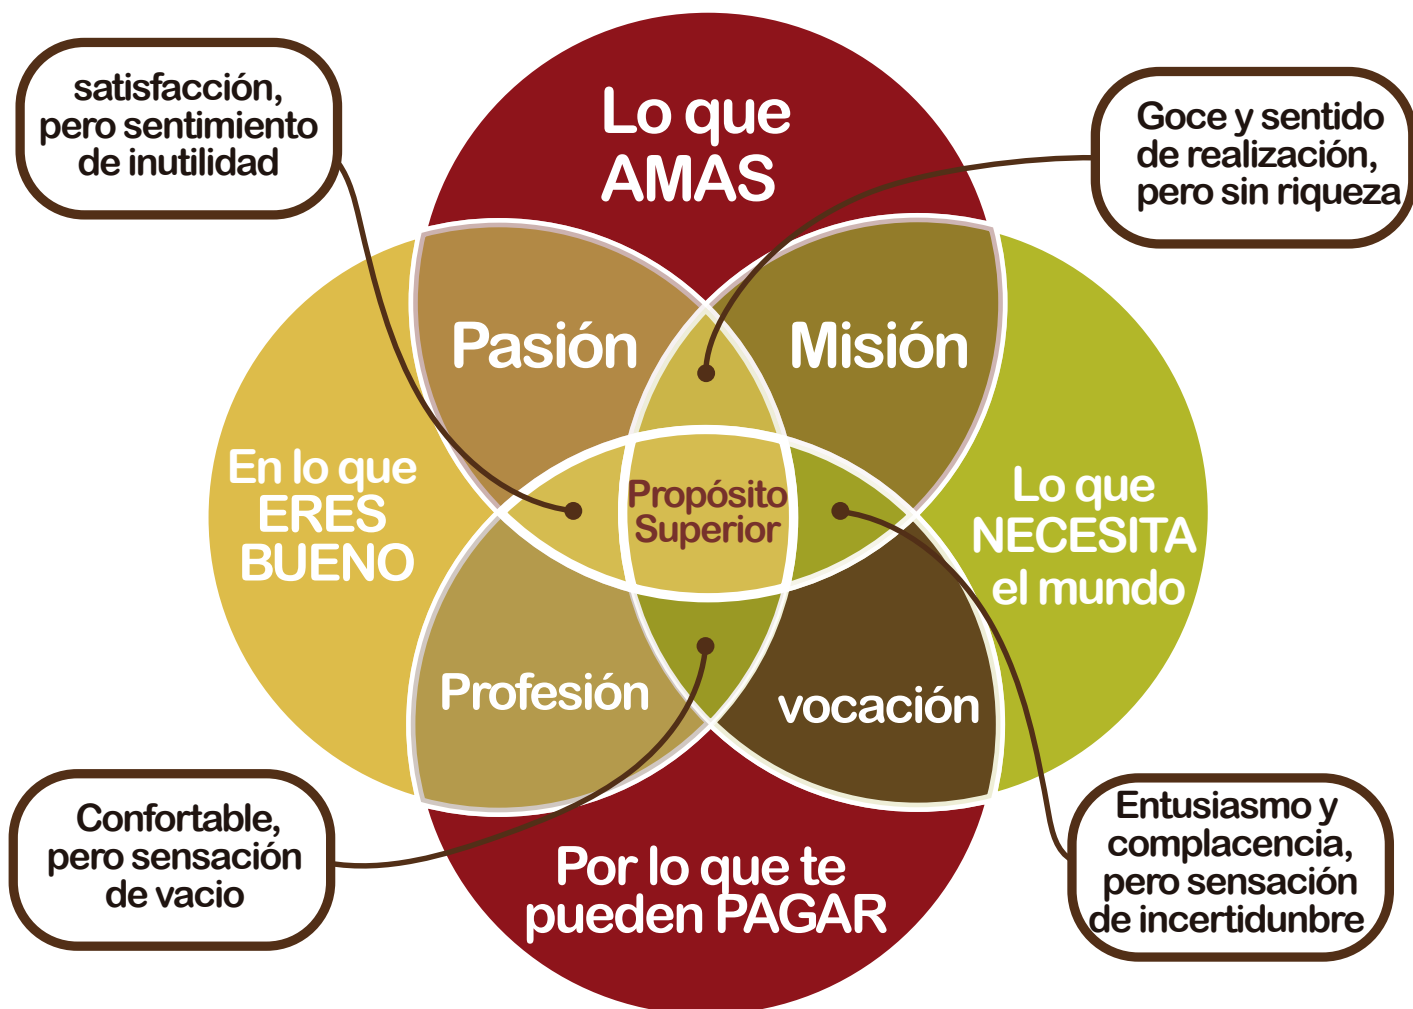 satisfacción,
pero sentimiento
de inutilidad
Lo que
AMAS
Goce y sentido
de realización,
pero sin riqueza
Pasión
Misión
En lo que
ERES
BUENO
Propósito
Superior
Lo que
NECESITA
el mundo
Profesión
vocación
Confortable,
pero sensación
de vacio
Por lo que te
pueden PAGAR
Entusiasmo y
complacencia,
pero sensación
de incertidunbre